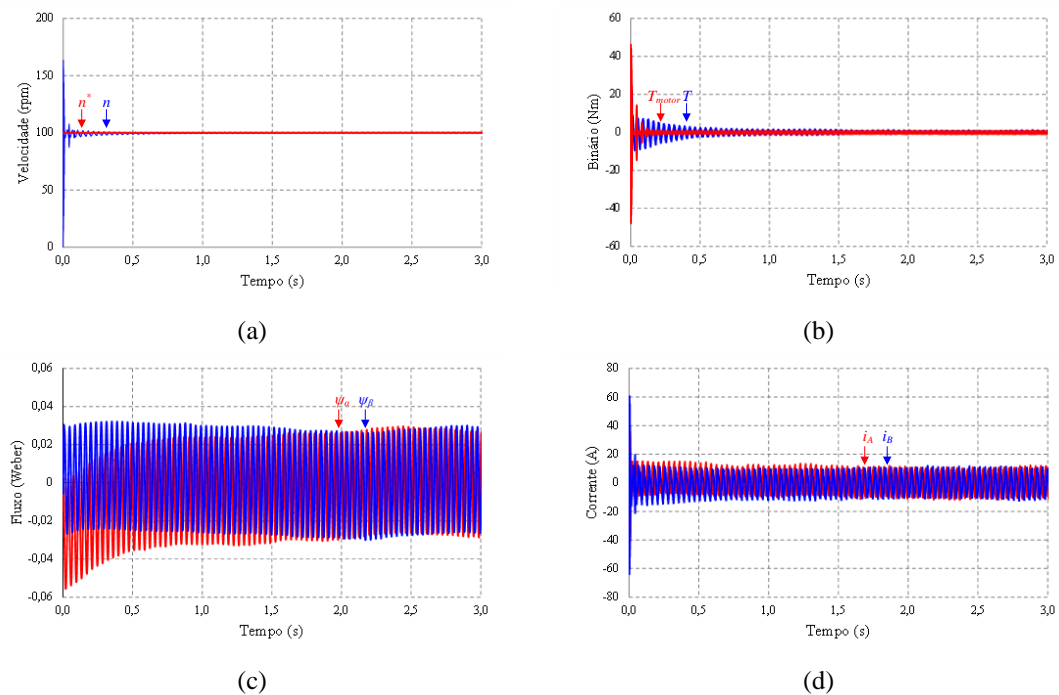 200
150
100
50
0
Velocidade (rpm)
n* n
0,0 0,5 1,0 1,5 2,0 2,5 3,0
Tempo (s)
(a)
60
40
20
0
-20
-40
-60
Binário (Nm)
Tmotor T
0,0 0,5 1,0 1,5 2,0 2,5 3,0
Tempo (s)
(b)
0,06
0,04
0,02
0
-0,02
-0,04
-0,06
Fluxo (Weber)
ψα ψβ
0,0 0,5 1,0 1,5 2,0 2,5 3,0
Tempo (s)
(c)
80
60
40
20
0
-20
-40
-60
-80
Corrente (A)
iA iB
0,0 0,5 1,0 1,5 2,0 2,5 3,0
Tempo (s)
(d)